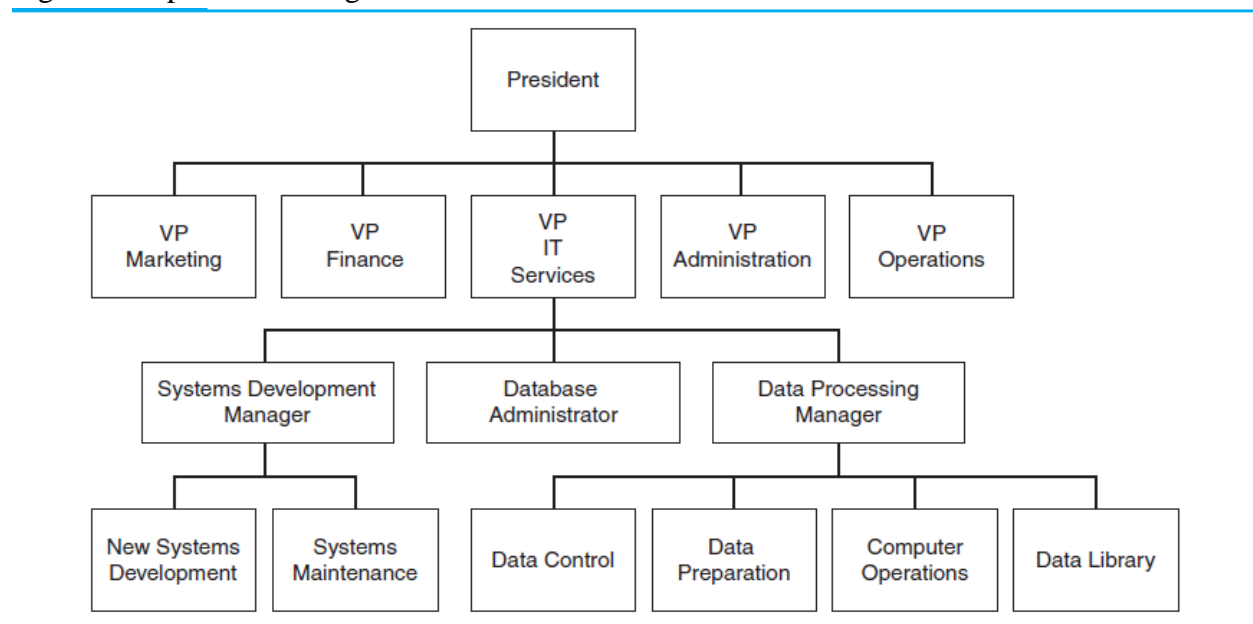 President
VP
Marketing
VP
Finance
VP
IT
Services
VP
Administration
VP
Operations
Systems Development
Manager
Database
Administrator
Data Processing
Manager
New Systems
Development
Systems
Maintenance
Data Control
Data
Preparation
Computer
Operations
Data Library